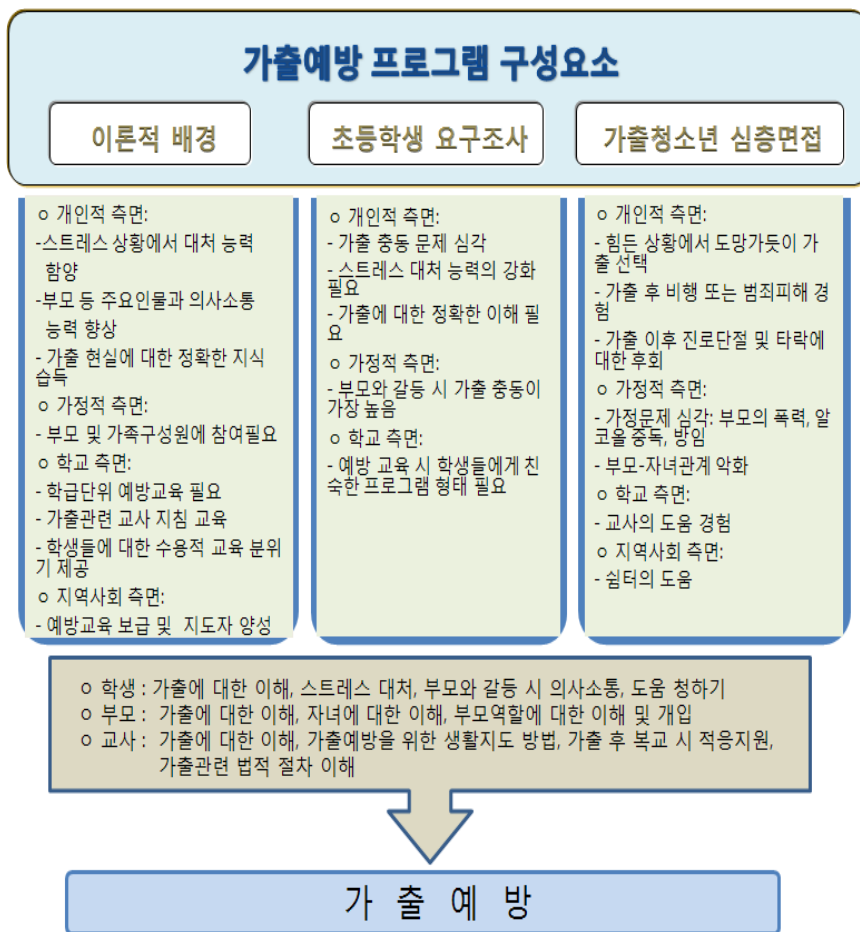 가출예방 프로그램 구성요소
이론적 배경
초등학생 요구조사
가출청소년 심층면접
ㅇ 개인적 측면:
-스트레스 상황에서 대처 능력
함양
-부모 등 주요인물과 의사소통
능력 향상
- 가출 현실에 대한 정확한 지식
습득
ㅇ 가정적 측면:
- 부모 및 가족구성원에 참여필요
ㅇ 학교 측면:
- 학급단위 예방교육 필요
- 가출관련 교사 지침 교육
- 학생들에 대한 수용적 교육 분위
기 제공
ㅇ 지역사회 측면:
- 예방교육 보급 및 지도자 양성
ㅇ 개인적 측면:
- 가출 충동 문제 심각
- 스트레스 대처 능력의 강화
필요
- 가출에 대한 정확한 이해 필
요
ㅇ 가정적 측면:
- 부모와 갈등 시 가출 충동이
가장 높음
ㅇ 학교 측면:
- 예방 교육 시 학생들에게 친
숙한 프로그램 형태 필요
ㅇ 개인적 측면:
- 힘든 상황에서 도망가듯이 가
출 선택
- 가출 후 비행 또는 범죄피해 경
험
- 가출 이후 진로단절 및 타락에
대한 후회
ㅇ 가정적 측면:
- 가정문제 심각: 부모의 폭력, 알
코올 중독, 방임
- 부모-자녀관계 악화
ㅇ 학교 측면:
- 교사의 도움 경험
ㅇ 지역사회 측면:
- 쉼터의 도움
ㅇ 학생 : 가출에 대한 이해, 스트레스 대처, 부모와 갈등 시 의사소통, 도움 청하기
ㅇ 부모 : 가출에 대한 이해, 자녀에 대한 이해, 부모역할에 대한 이해 및 개입
ㅇ 교사 : 가출에 대한 이해, 가출예방을 위한 생활지도 방법, 가출 후 복교 시 적응지원,
가출관련 법적 절차 이해
가 출 예 방